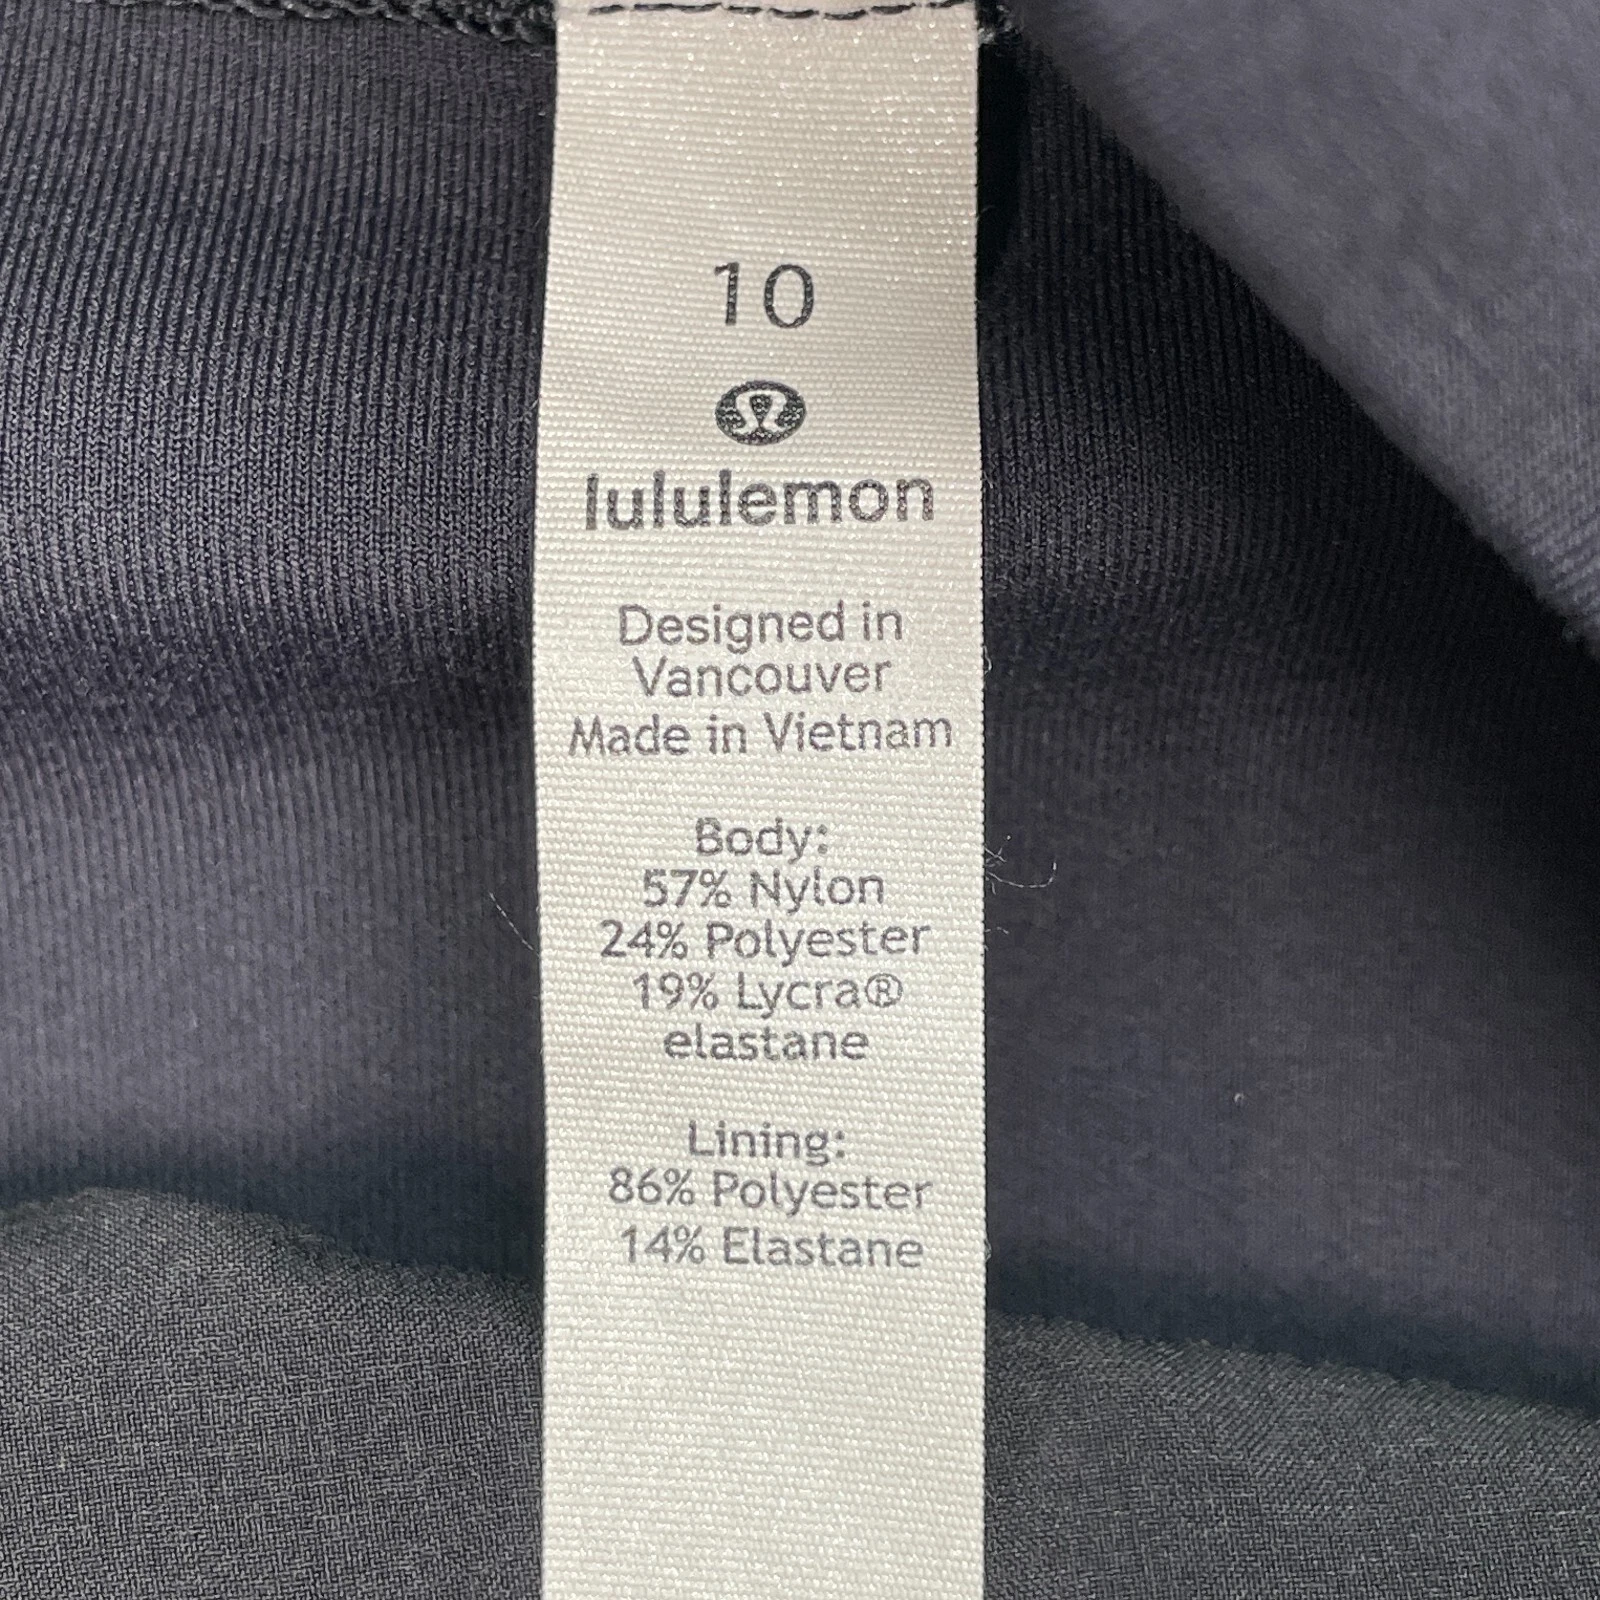 10
lululemon
Designed in
Vancouver
Made in Vietnam
Body:
57% Nylon
24% Polyester
19% Lycra®
elastane
Lining:
86% Polyester
14% Elastane